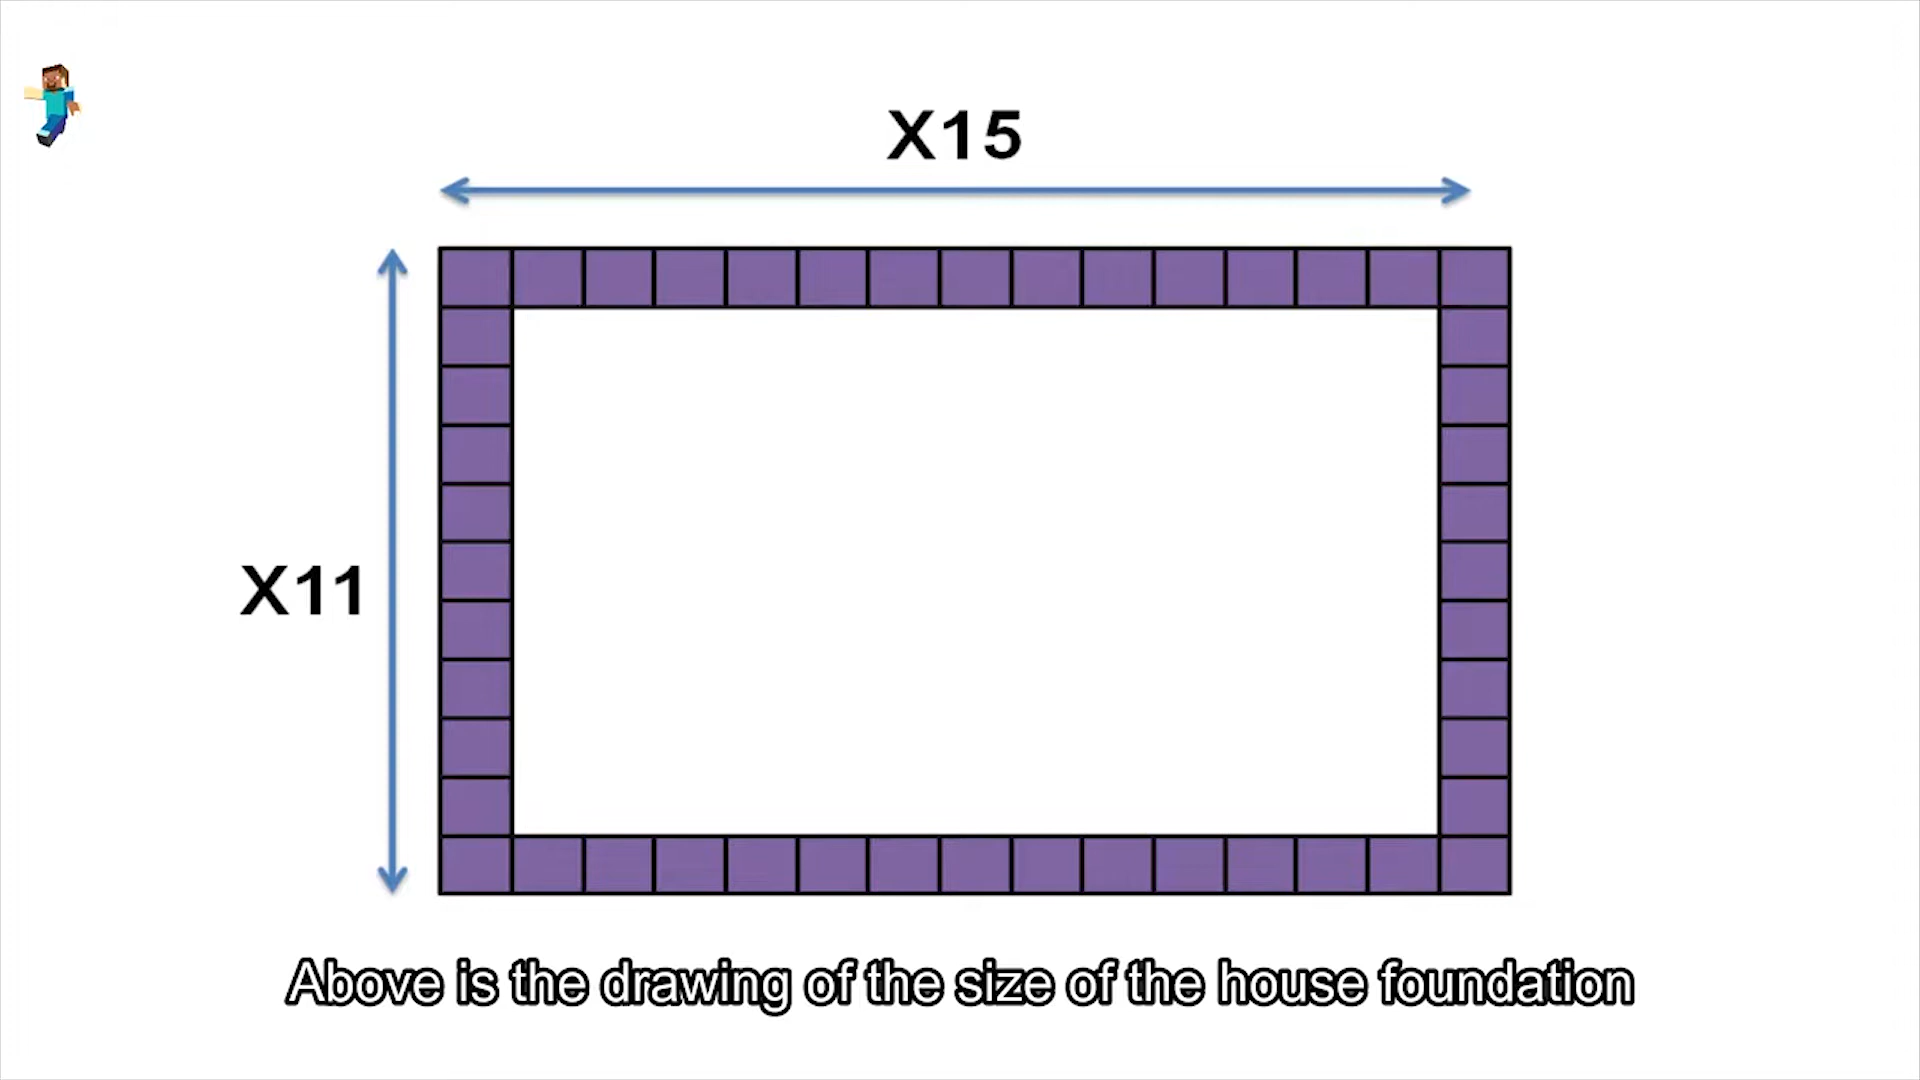 X15
X11
Above is the drawing of the size of the house foundation